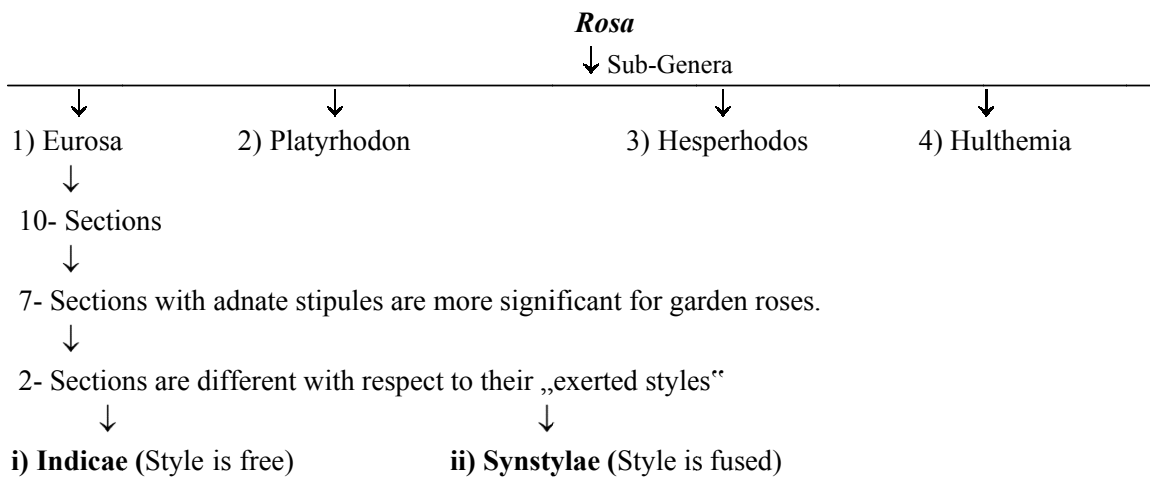 Rosa
Sub-Genera
1) Eurosa 2) Platyrhodon 3) Hesperhodos 4) Hulthemia
10- Sections
7- Sections with adnate stipules are more significant for garden roses.
2- Sections are different with respect to their „exerted styles‟
i) Indicae (Style is free) ii) Synstylae (Style is fused)